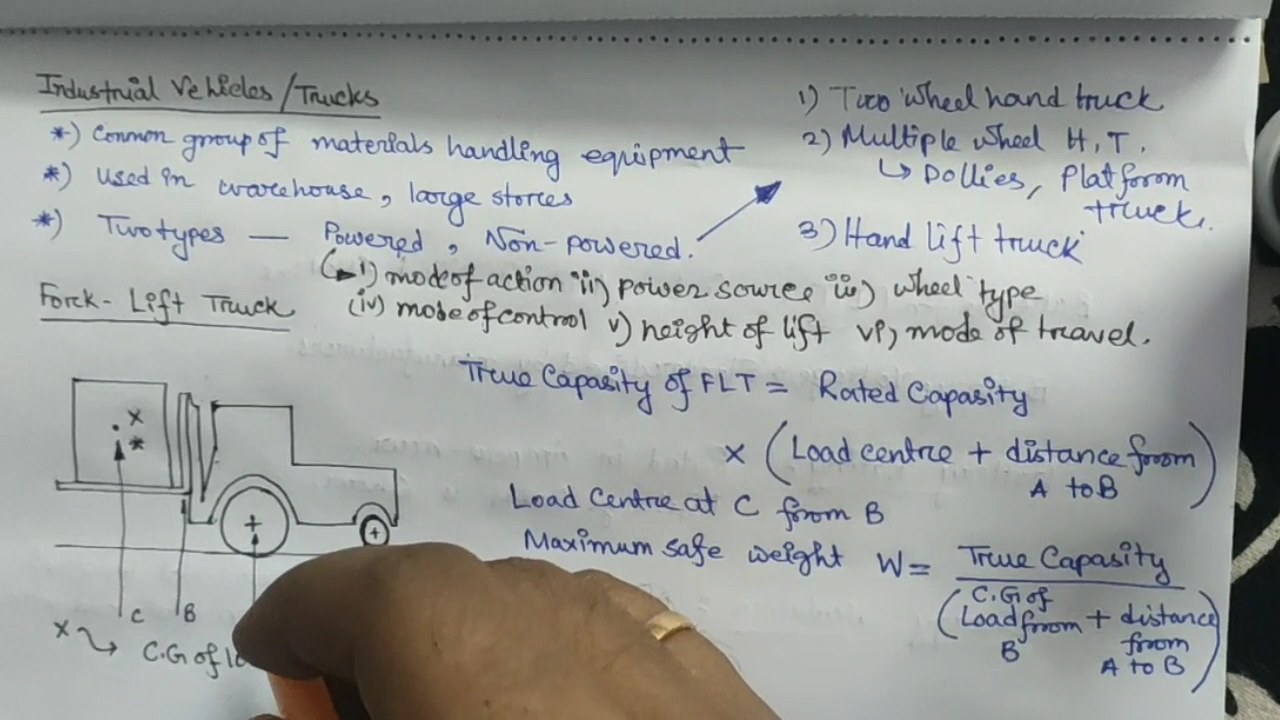 Industrial Vehicles/Trucks
*) Common group of materials handling equipment
*) Used in warehouse, large stores
*) Two types — Powered, Non-powered.
1) Two wheel hand truck
2) Multiple wheel H.T.
↳ Dollies, Platform
truck.
3) Hand lift truck
i) mode of action ii) power source iii) wheel type
(iv) mode of control v) height of lift vi) mode of travel.
Fork-Lift Truck
True Capasity of FLT = Rated Capasity
x (Load centre + distance from
A to B)
Load Centre at C from B
Maximum safe weight W = True Capasity
(C.G of
Load from + distance
B from
A to B)
x
*
+
+
C B
x ↳ C.G of